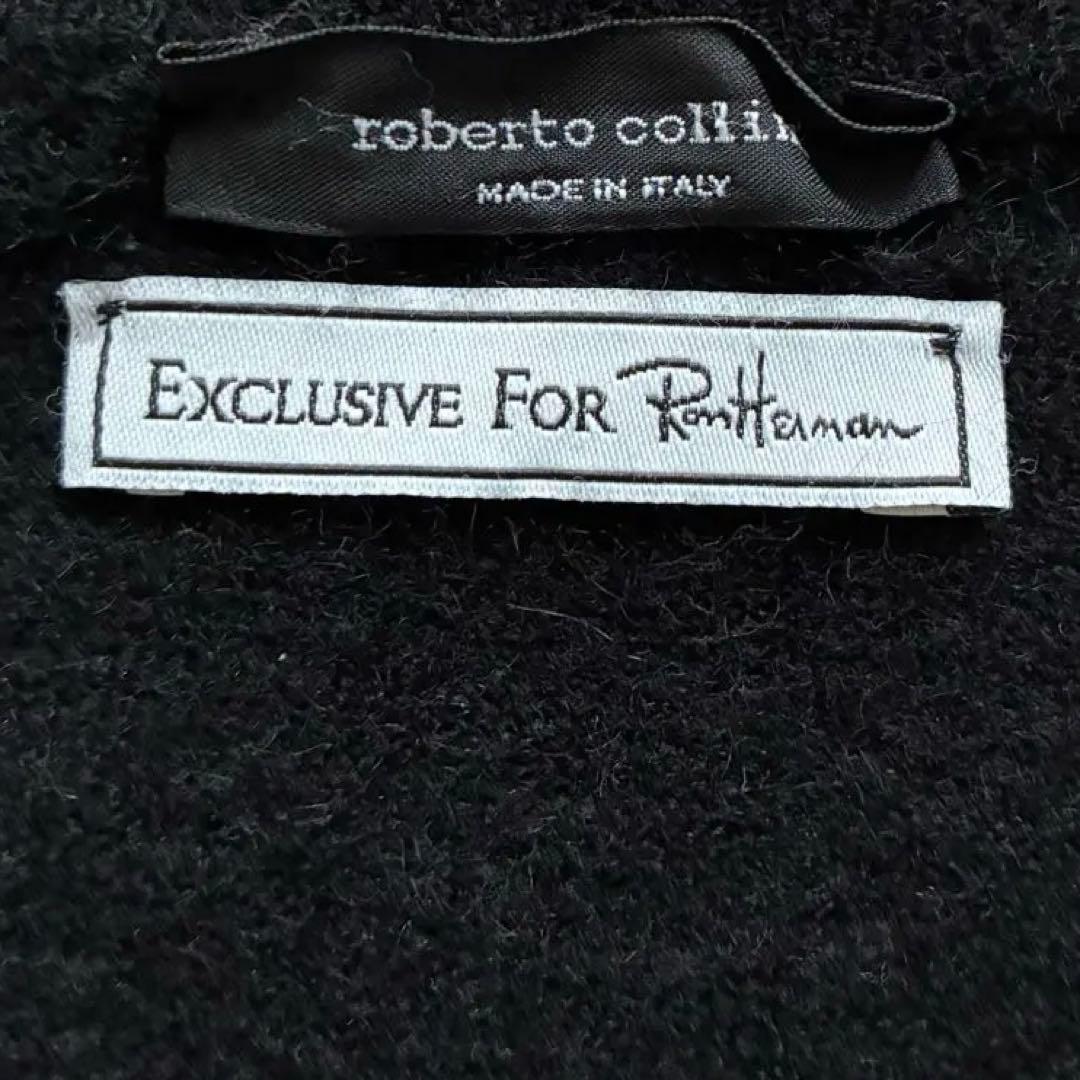 roberto collin
MADE IN ITALY
EXCLUSIVE FOR RonHerman